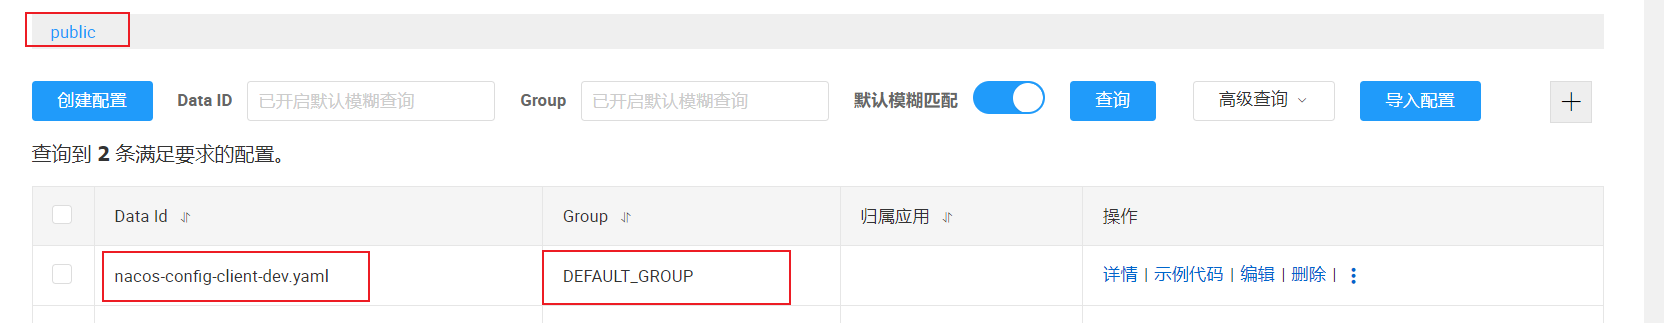 public
创建配置 Data ID 已开启默认模糊查询 Group 已开启默认模糊查询 默认模糊匹配 查询 高级查询 导入配置
查询到 2 条满足要求的配置。
Data Id Group 归属应用 操作
nacos-config-client-dev.yaml DEFAULT_GROUP 详情 | 示例代码 | 编辑 | 删除 |